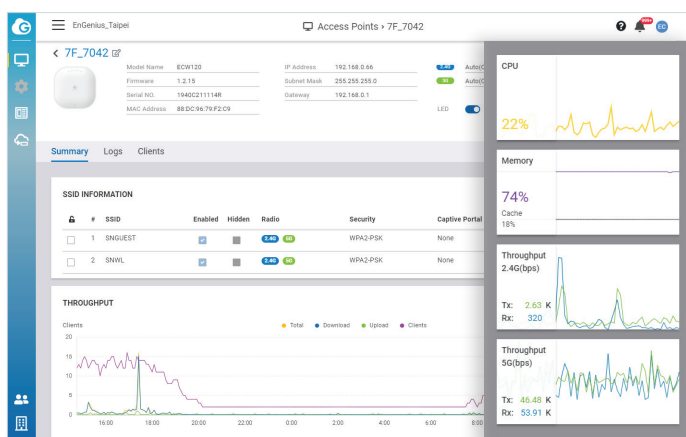 EnGenius_Taipei
Access Points › 7F_7042
999+
EC
7F_7042
Model Name ECW120
Firmware 1.2.15
Serial NO. 1940C211114R
MAC Address 88:DC:96:79:F2:C9
IP Address 192.168.0.66
Subnet Mask 255.255.255.0
Gateway 192.168.0.1
2.4G Auto(
5G Auto(
LED
Summary Logs Clients
SSID INFORMATION
# SSID Enabled Hidden Radio Security Captive Portal
1 SNGUEST 2.4G 5G WPA2-PSK None
2 SNWL 2.4G 5G WPA2-PSK None
THROUGHPUT
Clients
Total Download Upload Clients
20
10
10
8
0
16:00 18:00 20:00 22:00 0:00 2:00 4:00 6:00 8:00
CPU
22%
Memory
74%
Cache
18%
Throughput
2.4G(bps)
Tx: 2.63 K
Rx: 320
Throughput
5G(bps)
Tx: 46.48 K
Rx: 53.91 K